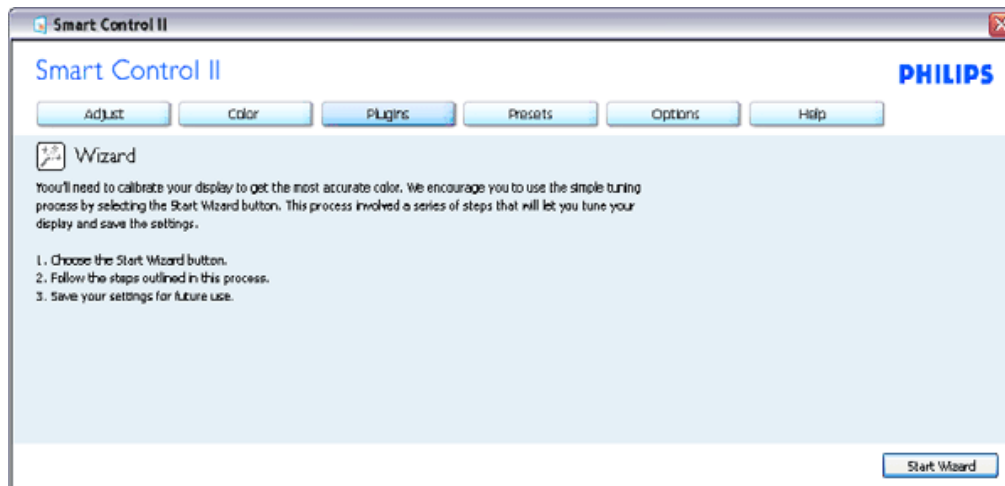 Smart Control II
Smart Control II
PHILIPS
Adjust
Color
Plugins
Presets
Options
Help
Wizard
Yoou'll need to calibrate your display to get the most accurate color. We encourage you to use the simple tuning
process by selecting the Start Wizard button. This process involved a series of steps that will let you tune your
display and save the settings.
1. Choose the Start Wizard button.
2. Follow the steps outlined in this process.
3. Save your settings for future use.
Start Wizard